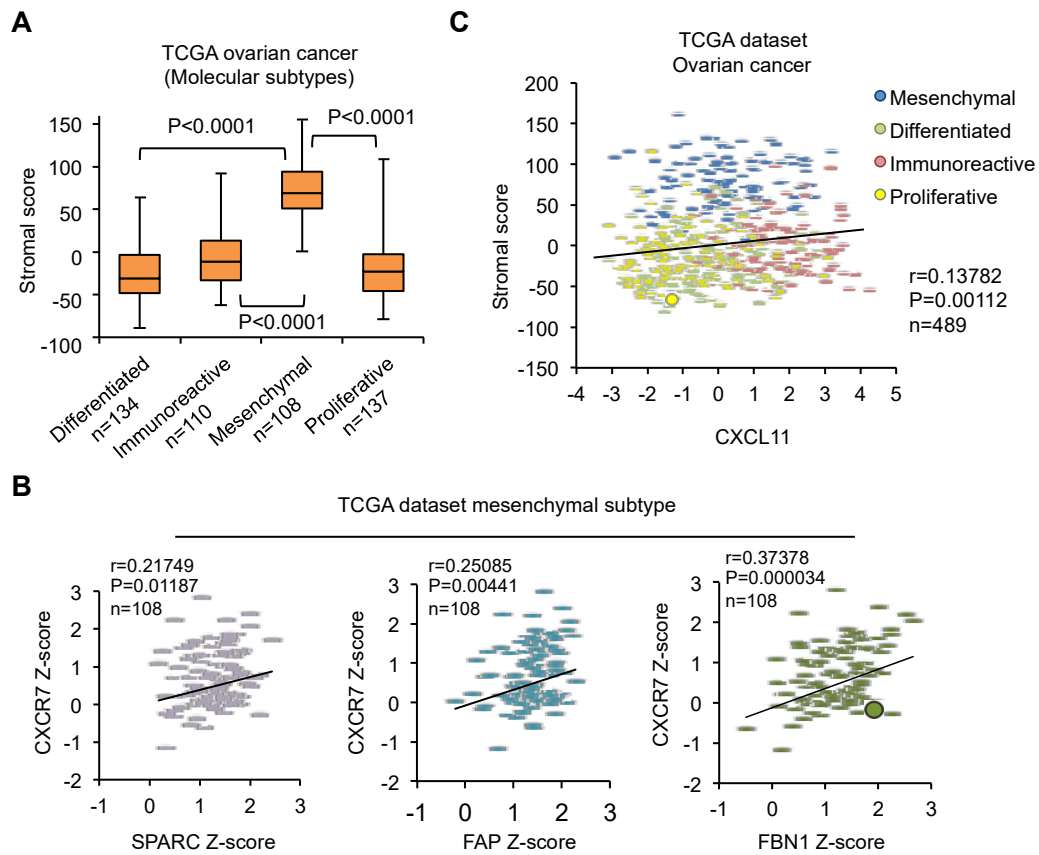 A
TCGA ovarian cancer
(Molecular subtypes)
Stromal score
150
100
50
0
-50
-100
P<0.0001
P<0.0001
P<0.0001
Differentiated
n=134
Immunoreactive
n=110
Mesenchymal
n=108
Proliferative
n=137
C
TCGA dataset
Ovarian cancer
Stromal score
200
150
100
50
0
-50
-100
-150
-4 -3 -2 -1 0 1 2 3 4 5
CXCL11
Mesenchymal
Differentiated
Immunoreactive
Proliferative
r=0.13782
P=0.00112
n=489
B
TCGA dataset mesenchymal subtype
r=0.21749
P=0.01187
n=108
CXCR7 Z-score
3
2
1
0
-1
-2
-1 0 1 2 3
SPARC Z-score
r=0.25085
P=0.00441
n=108
CXCR7 Z-score
3
2
1
0
-1
-2
-1 0 1 2 3
FAP Z-score
r=0.37378
P=0.000034
n=108
CXCR7 Z-score
3
2
1
0
-1
-2
-1 0 1 2 3
FBN1 Z-score